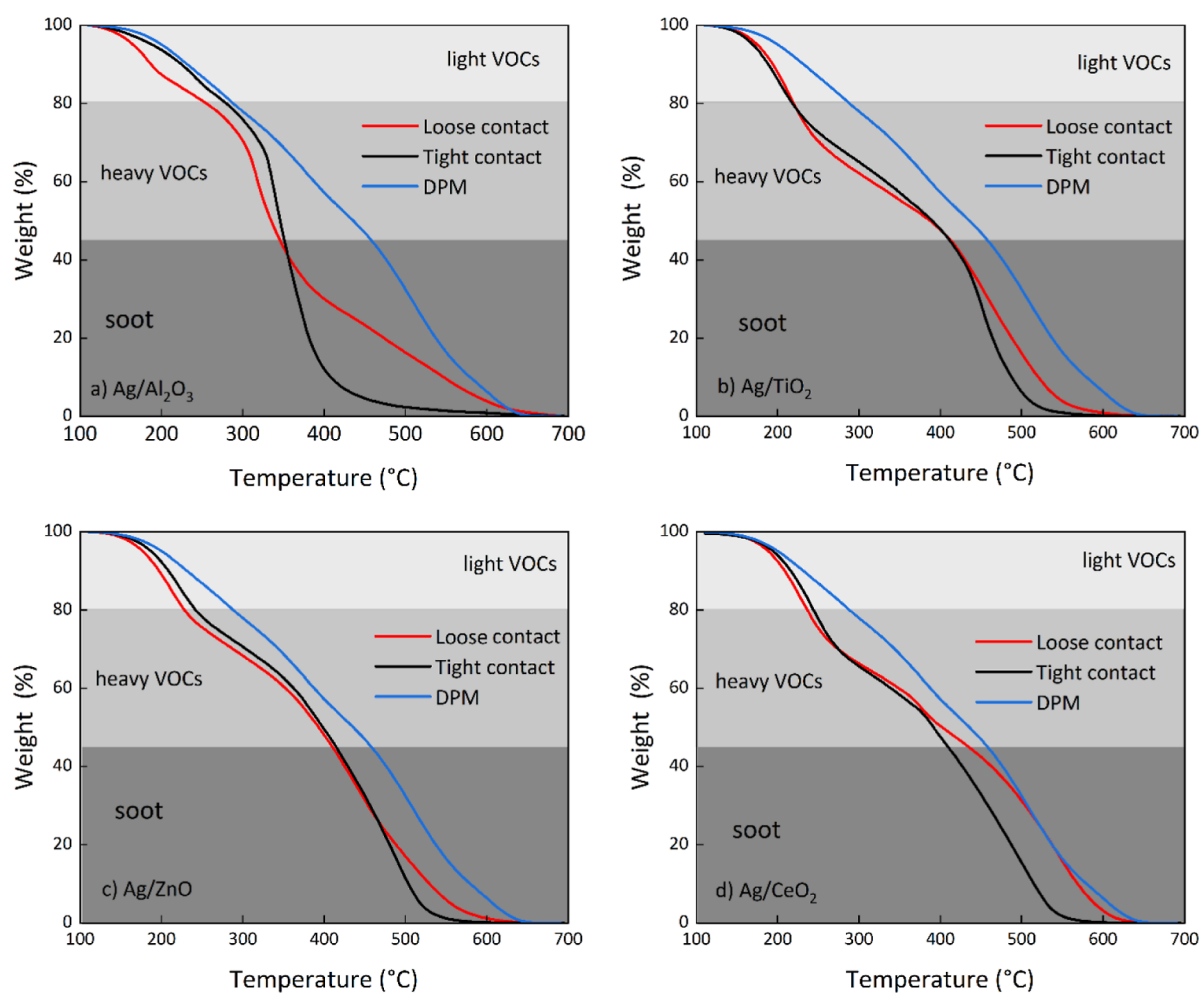 100
80
60
40
20
0
Weight (%)
light VOCs
Loose contact
Tight contact
DPM
heavy VOCs
soot
a) Ag/Al₂O₃
100 200 300 400 500 600 700
Temperature (°C)
100
80
60
40
20
0
Weight (%)
light VOCs
Loose contact
Tight contact
DPM
heavy VOCs
soot
b) Ag/TiO₂
100 200 300 400 500 600 700
Temperature (°C)
100
80
60
40
20
0
Weight (%)
light VOCs
Loose contact
Tight contact
DPM
heavy VOCs
soot
c) Ag/ZnO
100 200 300 400 500 600 700
Temperature (°C)
100
80
60
40
20
0
Weight (%)
light VOCs
Loose contact
Tight contact
DPM
heavy VOCs
soot
d) Ag/CeO₂
100 200 300 400 500 600 700
Temperature (°C)